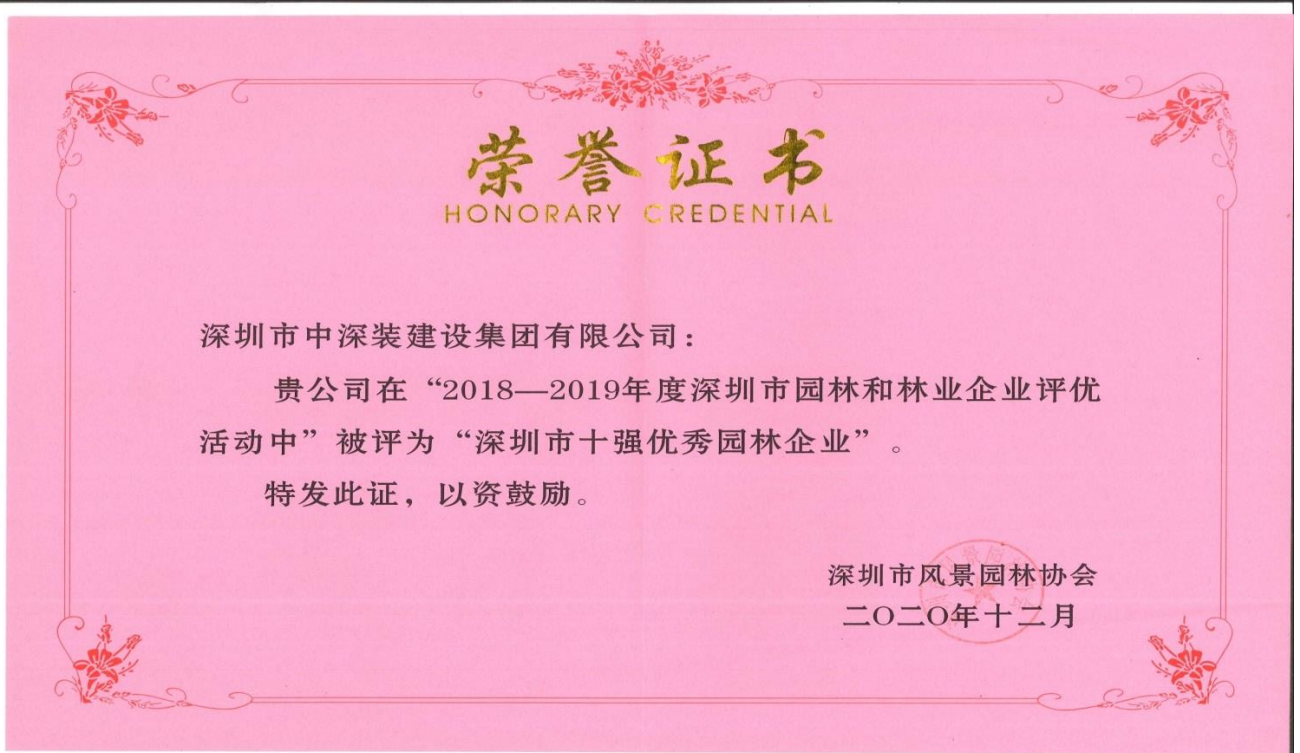 荣誉证书
HONORARY CREDENTIAL
深圳市中深装建设集团有限公司：
贵公司在“2018—2019年度深圳市园林和林业企业评优
活动中”被评为“深圳市十强优秀园林企业”。
特发此证，以资鼓励。
深圳市风景园林协会
二〇二〇年十二月